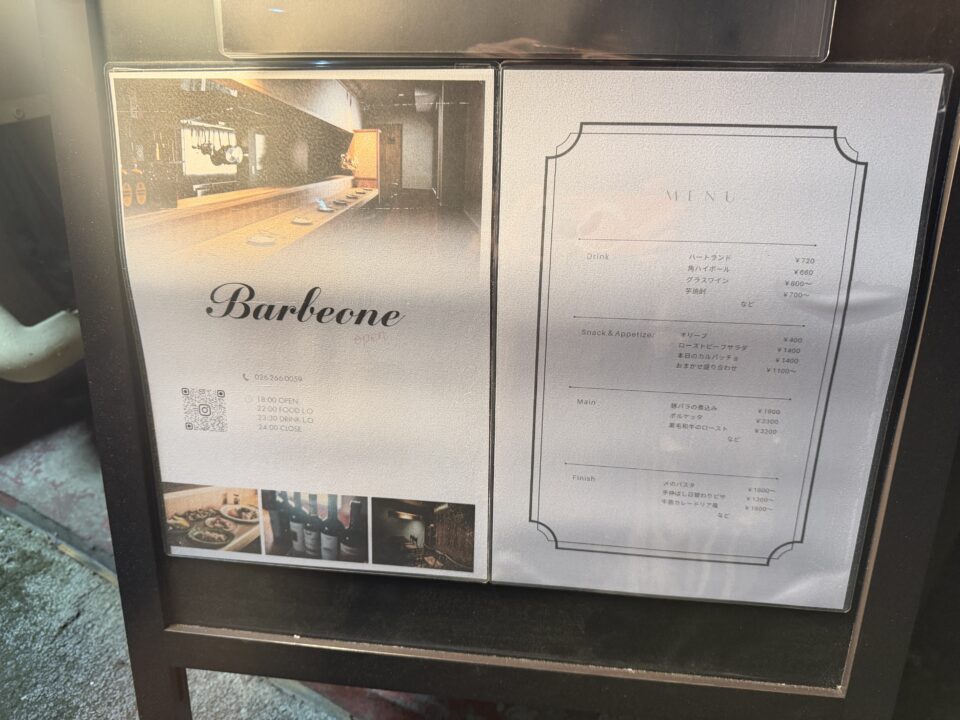 Barbeone
open
026-266-0059
18:00 OPEN
22:00 FOOD L.O
23:30 DRINK L.O
24:00 CLOSE
MENU
Drink
ハートランド ¥720
角ハイボール ¥660
グラスワイン ¥800〜
芋焼酎 ¥700〜
など
Snack & Appetizer
オリーブ ¥400
ローストビーフサラダ ¥1400
本日のカルパッチョ ¥1400
おまかせ盛り合わせ ¥1100〜
Main
豚バラの煮込み ¥1900
ポルケッタ ¥3300
黒毛和牛のロースト ¥3300
など
Finish
〆のパスタ
手伸ばし日替わりピザ
牛筋カレードリア風
など